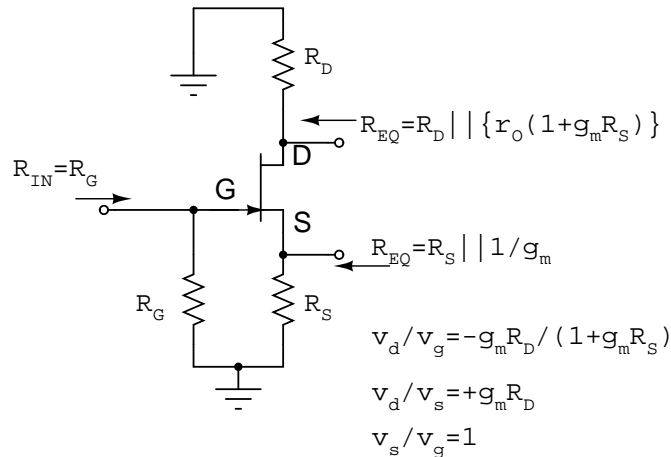 R_D
R_EQ=R_D||{r_O(1+g_mR_S)}
D
R_IN=R_G
G
S
R_EQ=R_S||1/g_m
R_G
R_S
v_d/v_g=-g_mR_D/(1+g_mR_S)
v_d/v_s=+g_mR_D
v_s/v_g=1